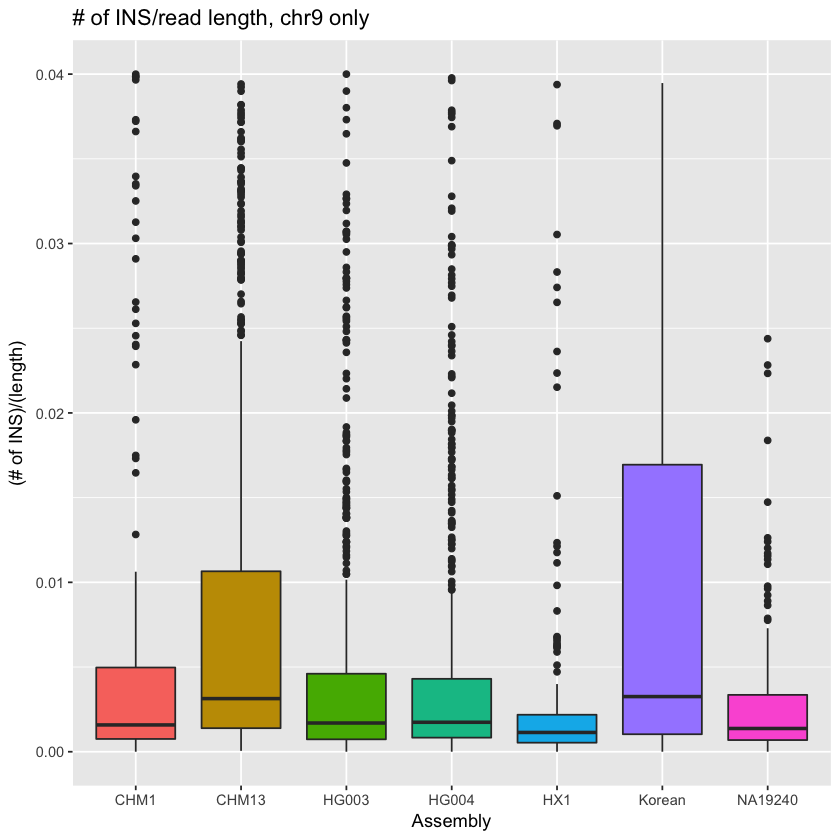 # of INS/read length, chr9 only
(# of INS)/(length)
0.04
0.03
0.02
0.01
0.00
CHM1 CHM13 HG003 HG004 HX1 Korean NA19240
Assembly